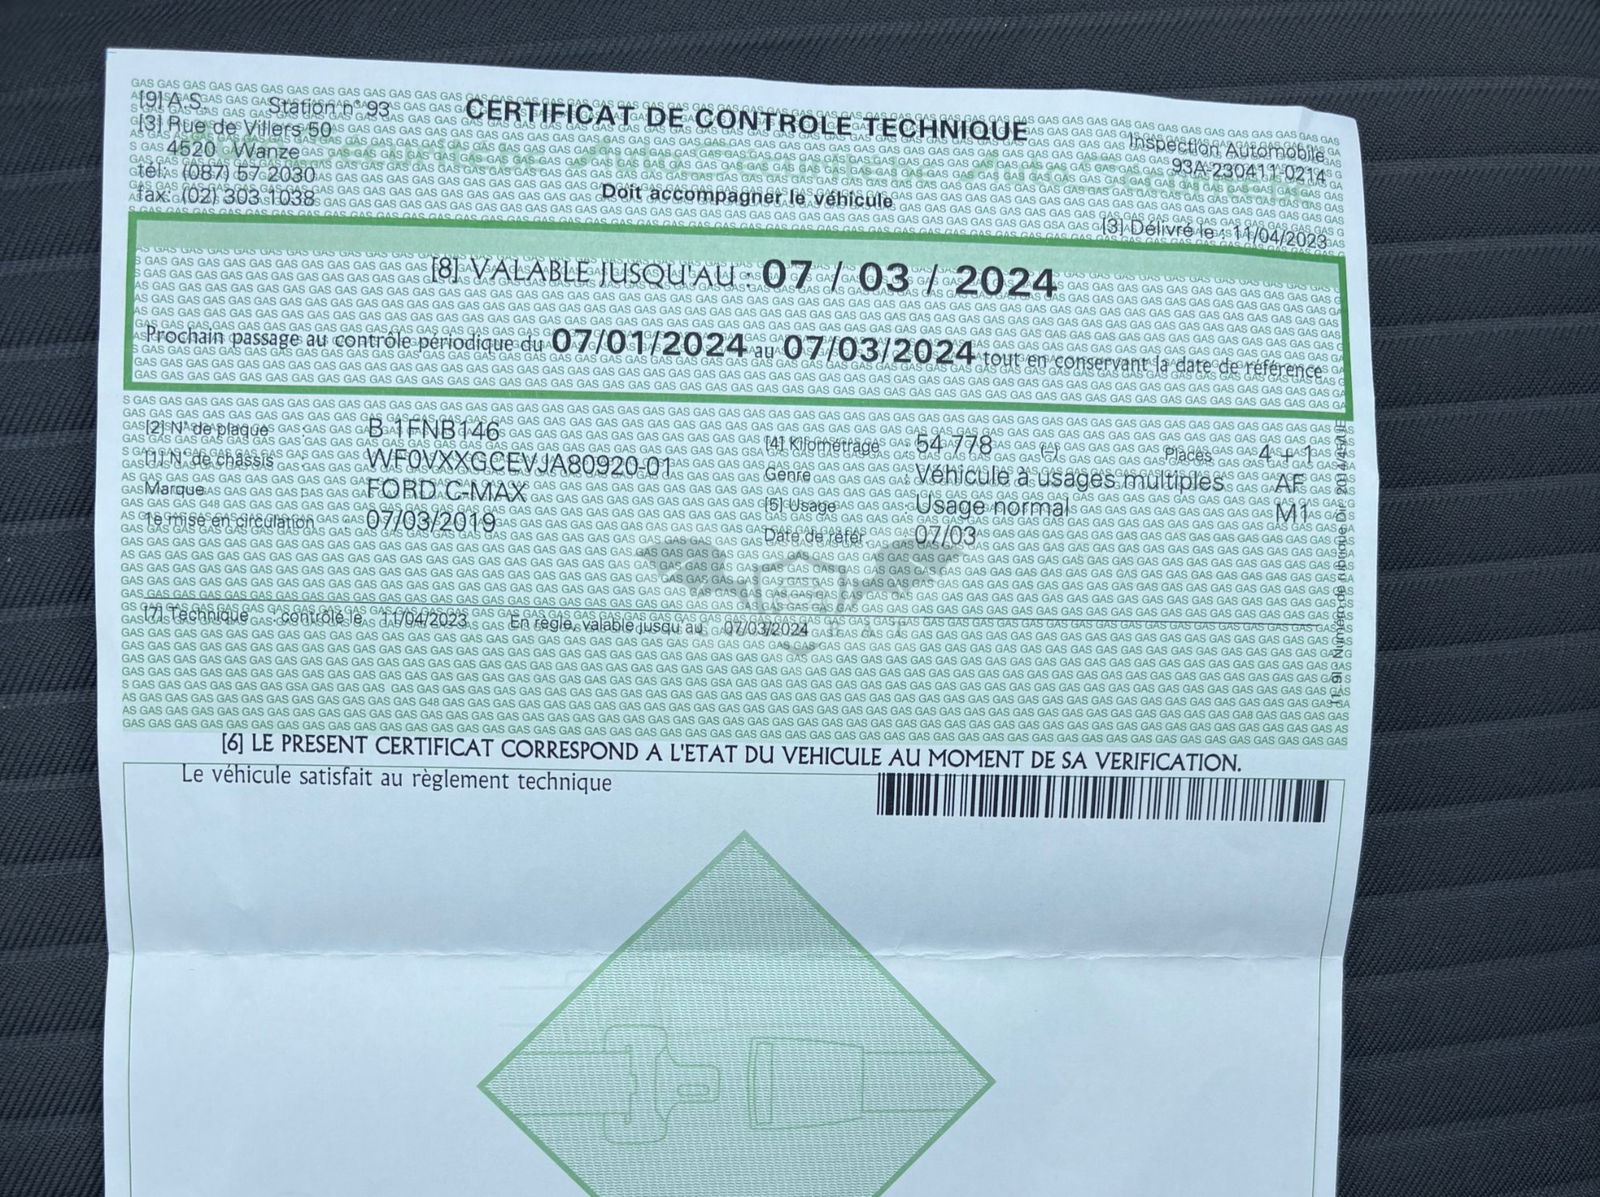 [9] A.S. Station n° 93
[3] Rue de Villers 50
4520 Wanze
tél: (087) 67 2030
fax: (02) 303 1038
CERTIFICAT DE CONTROLE TECHNIQUE
Doit accompagner le véhicule
Inspection Automobile
93A-230411-0214
[3] Délivré le : 11/04/2023
[8] VALABLE JUSQU'AU : 07 / 03 / 2024
Prochain passage au contrôle périodique du 07/01/2024 au 07/03/2024 tout en conservant la date de référence
[2] N° de plaque : B 1FNB146
[1] N° de châssis : WF0VXXGCEVJA80920-01
Marque : FORD C-MAX
1e mise en circulation : 07/03/2019
[4] Kilométrage : 54 778 (-) Places 4 + 1
Genre : Véhicule à usages multiples AF
[5] Usage : Usage normal M1
Date de référ 07/03
[7] Technique : contrôlé le 11/04/2023 En règle, valable jusqu'au 07/03/2024
[6] LE PRESENT CERTIFICAT CORRESPOND A L'ETAT DU VEHICULE AU MOMENT DE SA VERIFICATION.
Le véhicule satisfait au règlement technique